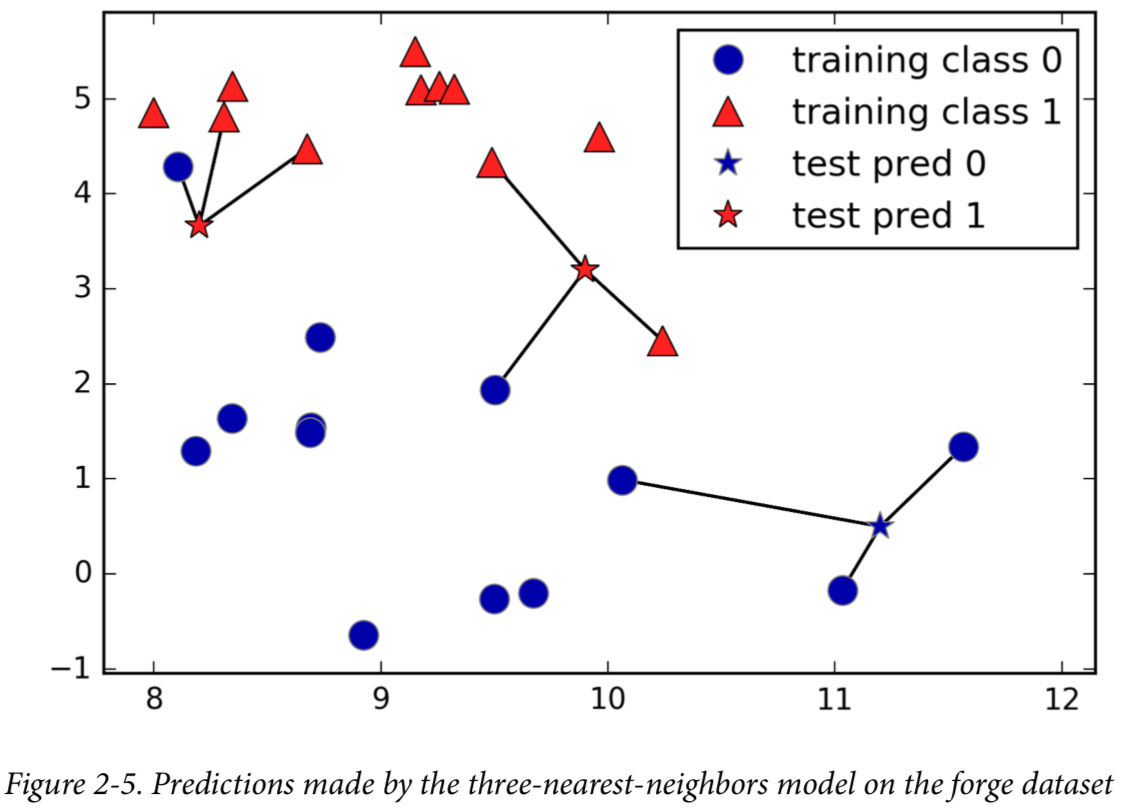 5
4
3
2
1
0
−1
8 9 10 11 12
training class 0
training class 1
test pred 0
test pred 1
Figure 2-5. Predictions made by the three-nearest-neighbors model on the forge dataset